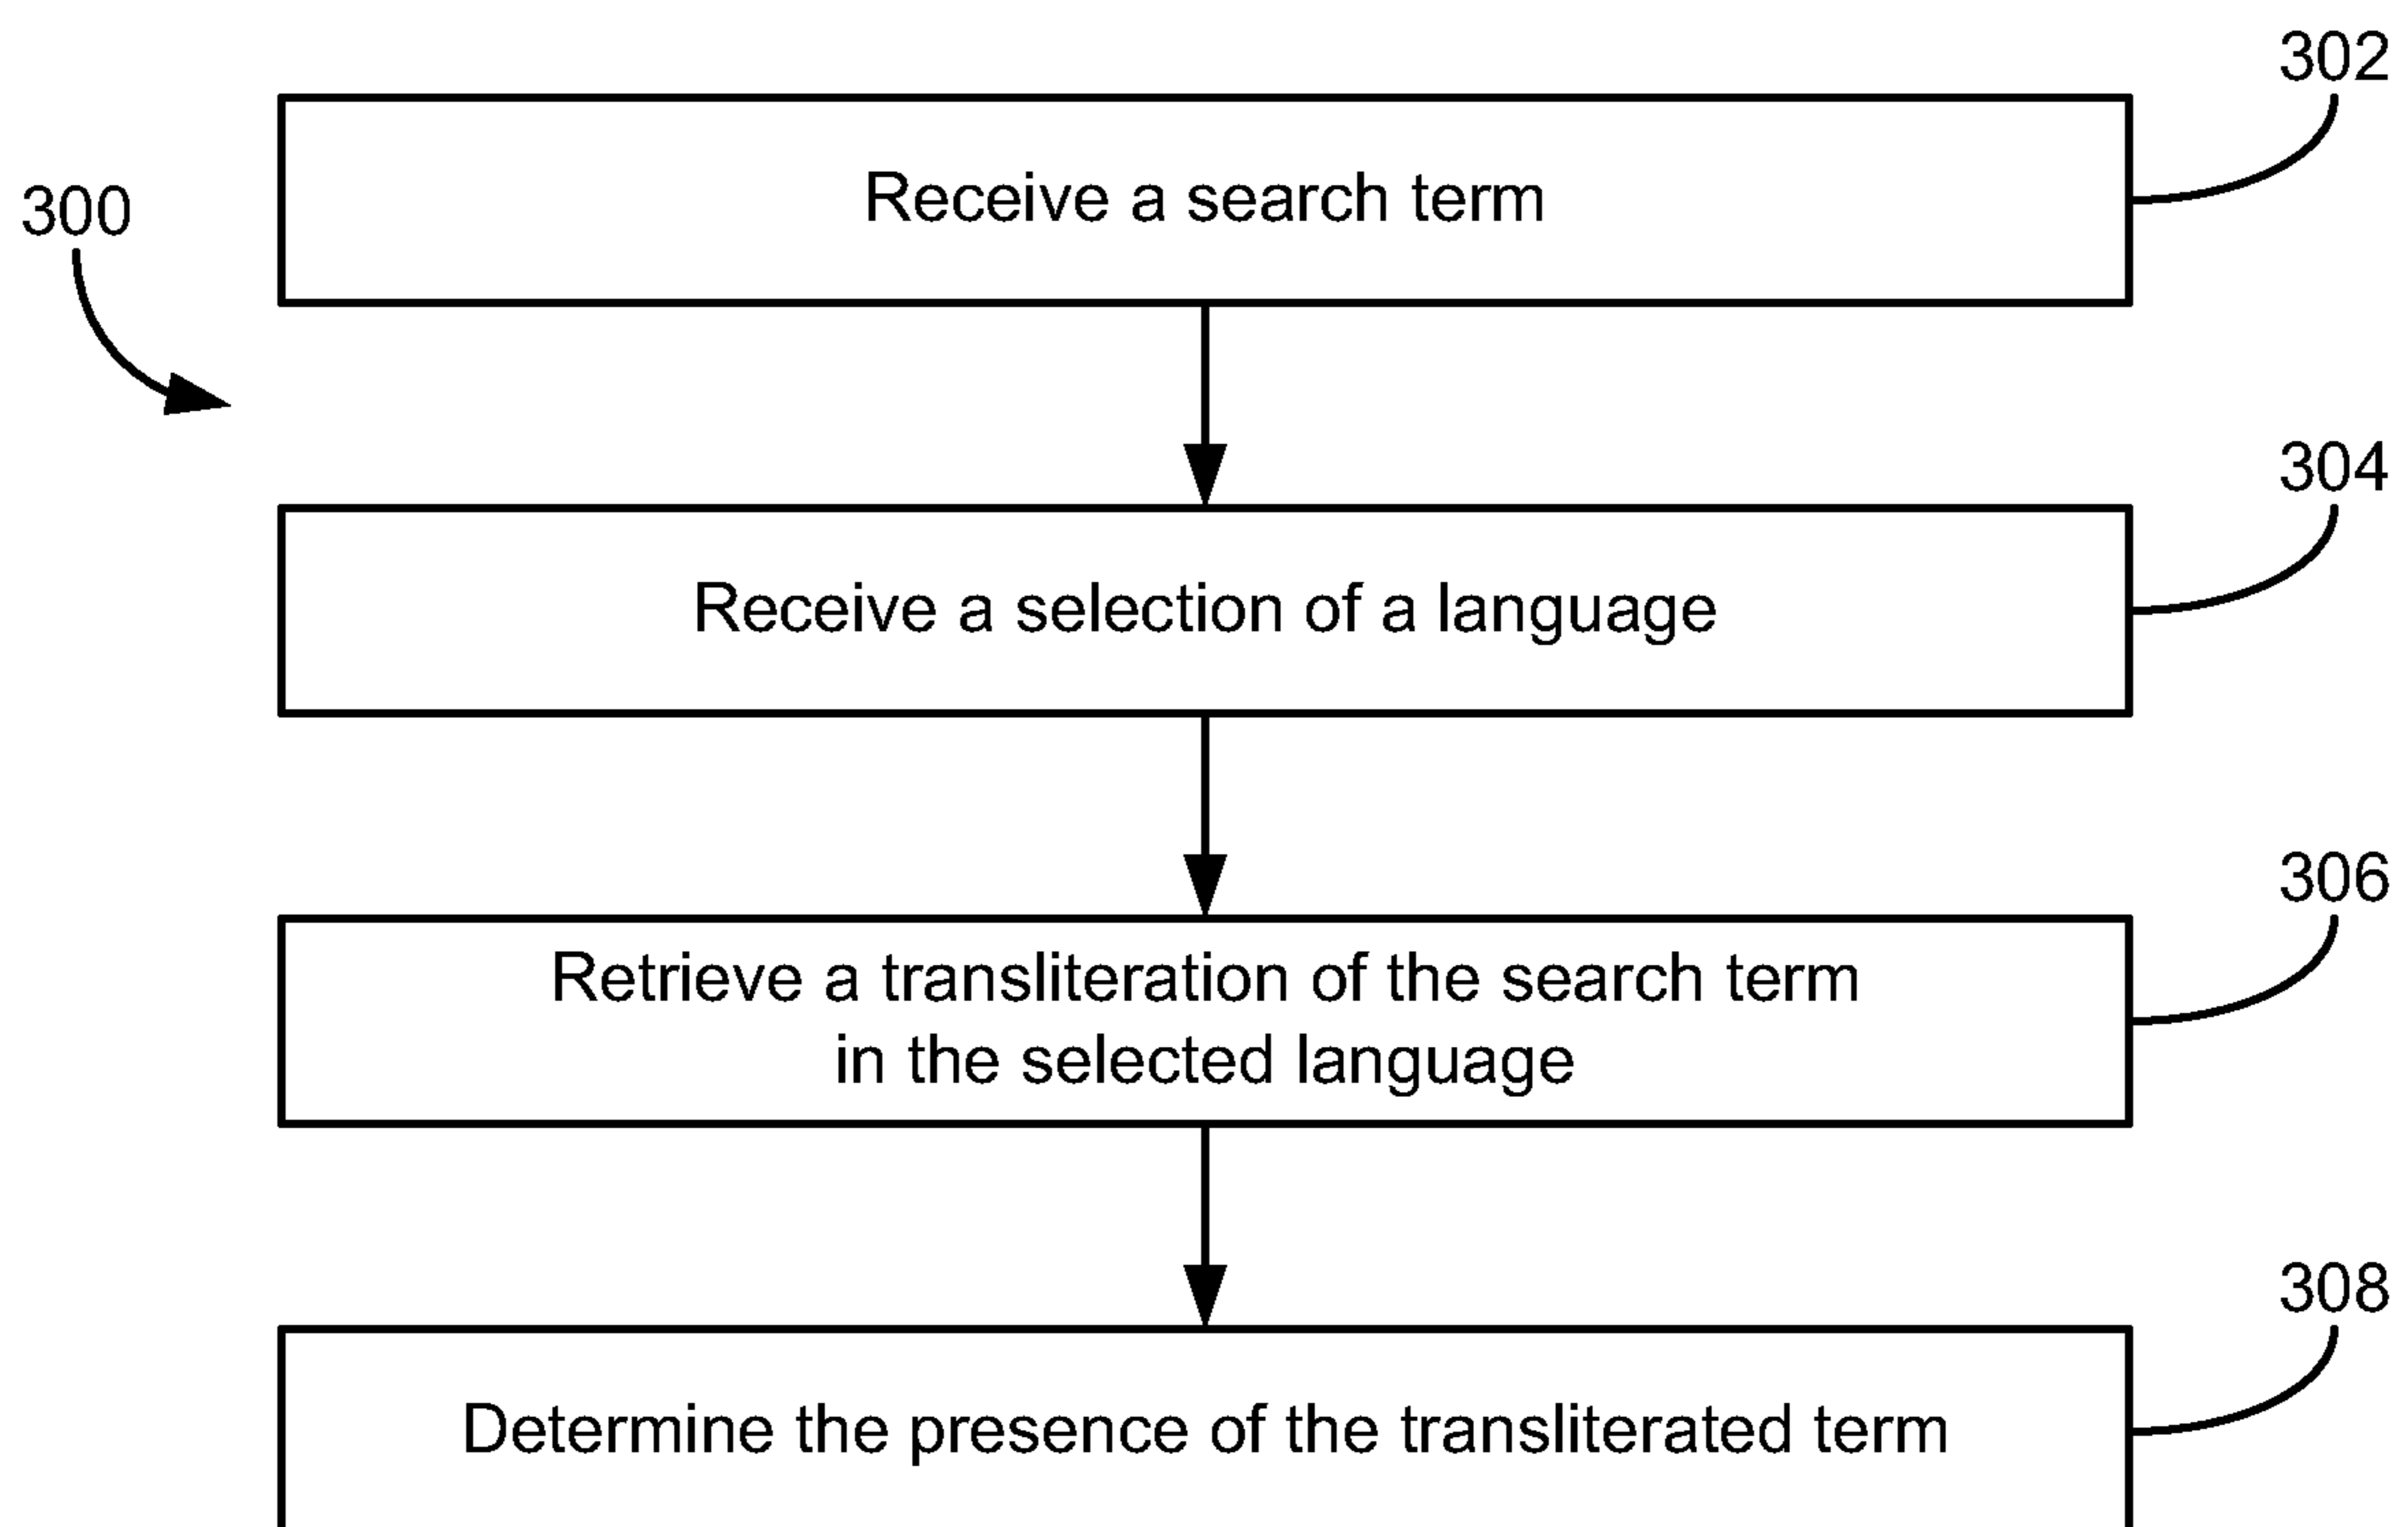 302
Receive a search term
300
304
Receive a selection of a language
306
Retrieve a transliteration of the search term
in the selected language
308
Determine the presence of the transliterated term